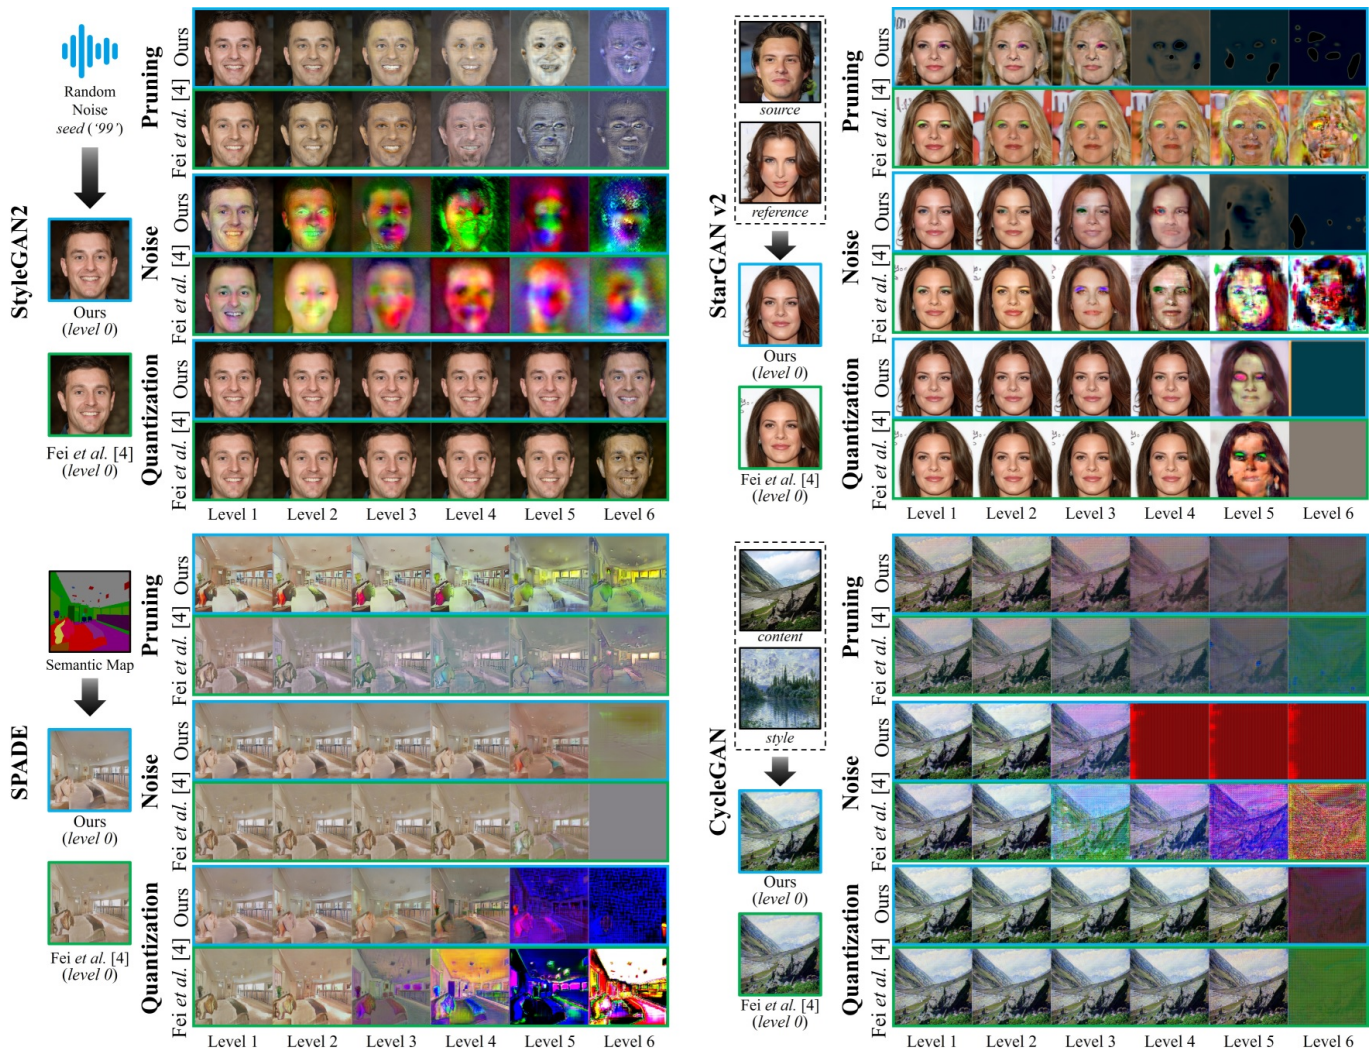 StyleGAN2
Random
Noise
seed ('99')
Ours
(level 0)
Fei et al. [4]
(level 0)
Pruning
Ours
Fei et al. [4]
Noise
Ours
Fei et al. [4]
Quantization
Ours
Fei et al. [4]
Level 1 Level 2 Level 3 Level 4 Level 5 Level 6
StarGAN v2
source
reference
Ours
(level 0)
Fei et al. [4]
(level 0)
Pruning
Ours
Fei et al. [4]
Noise
Ours
Fei et al. [4]
Quantization
Ours
Fei et al. [4]
Level 1 Level 2 Level 3 Level 4 Level 5 Level 6
SPADE
Semantic Map
Ours
(level 0)
Fei et al. [4]
(level 0)
Pruning
Ours
Fei et al. [4]
Noise
Ours
Fei et al. [4]
Quantization
Ours
Fei et al. [4]
Level 1 Level 2 Level 3 Level 4 Level 5 Level 6
CycleGAN
content
style
Ours
(level 0)
Fei et al. [4]
(level 0)
Pruning
Ours
Fei et al. [4]
Noise
Ours
Fei et al. [4]
Quantization
Ours
Fei et al. [4]
Level 1 Level 2 Level 3 Level 4 Level 5 Level 6